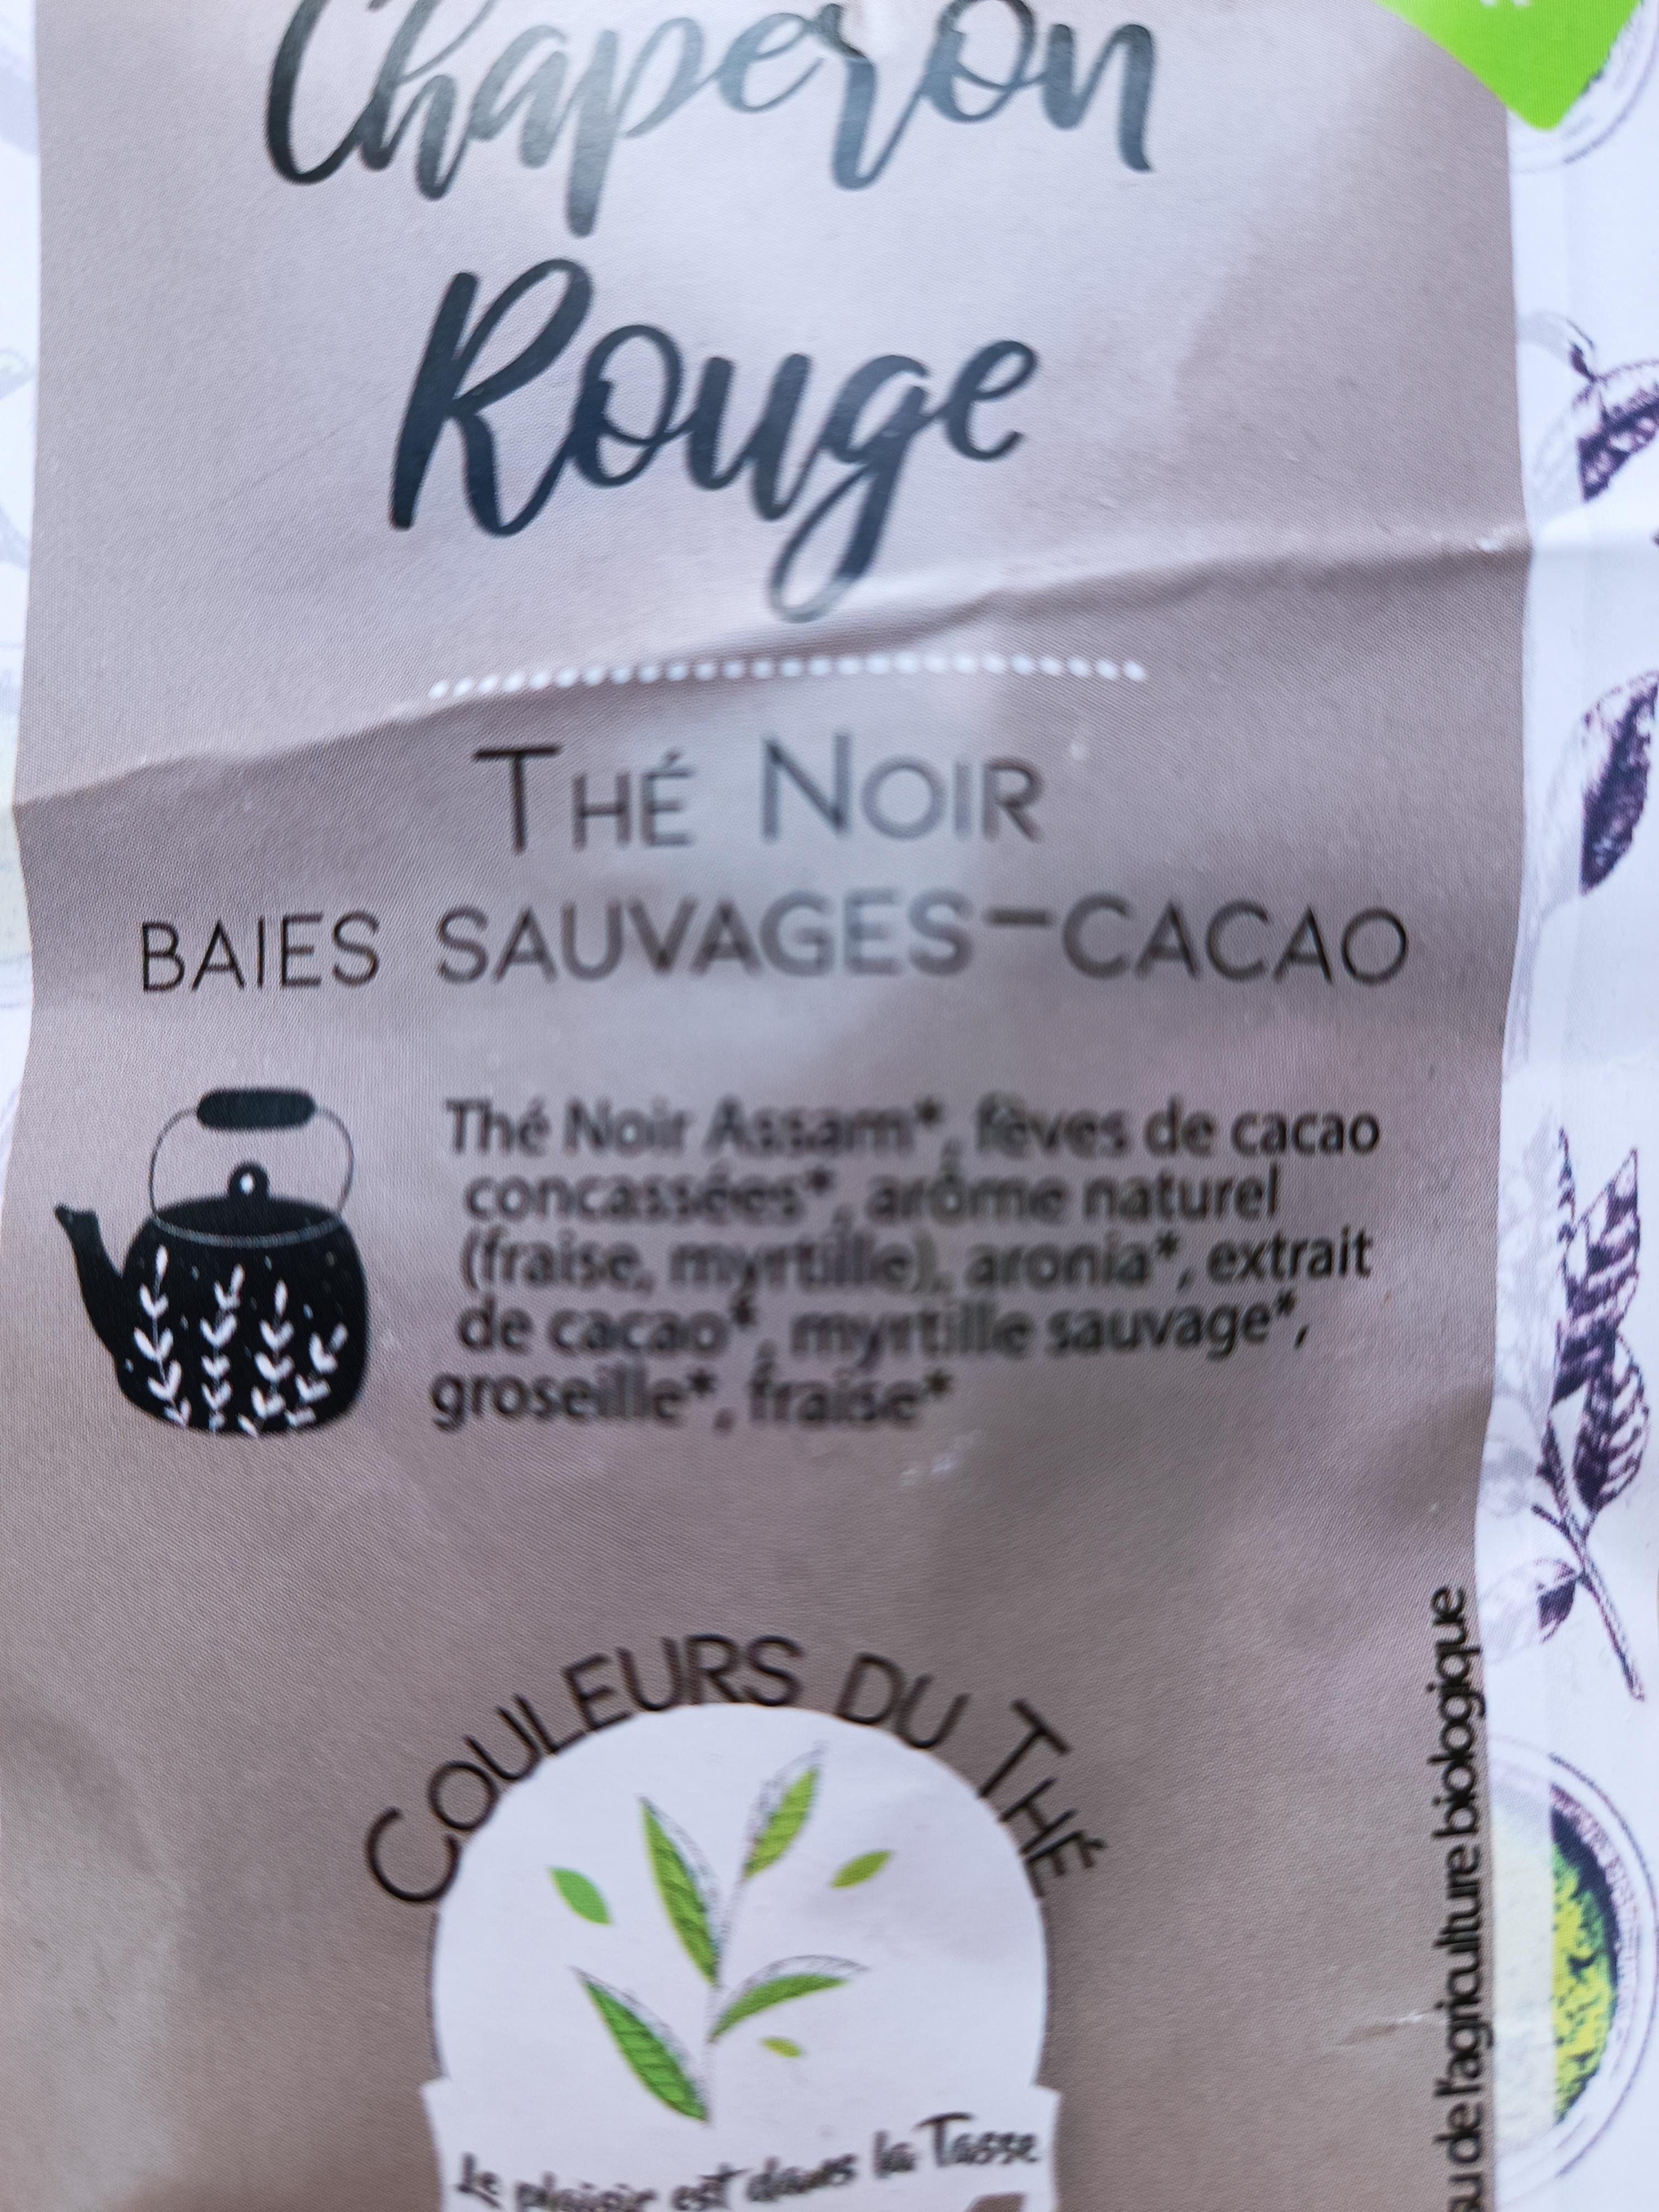 Chaperon
Rouge
THÉ NOIR
BAIES SAUVAGES-CACAO
Thé Noir Assam*, fèves de cacao
concassées*, arôme naturel
(fraise, myrtille), aronia*, extrait
de cacao*, myrtille sauvage*,
groseille*, fraise*
COULEURS DU THÉ
Le plaisir est dans la Tasse
de l'agriculture biologique